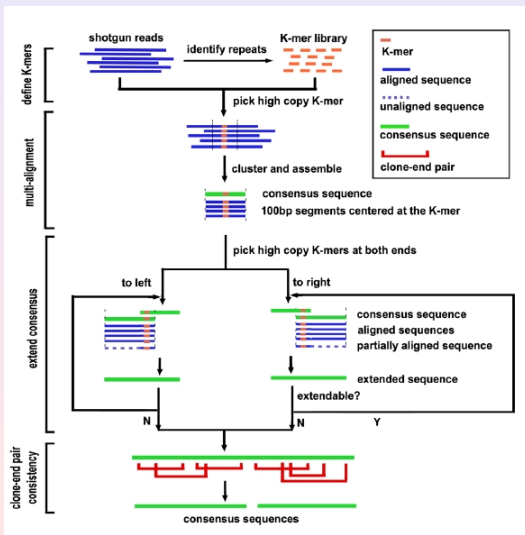 shotgun reads
identify repeats
K-mer library
define K-mers
pick high copy K-mer
K-mer
aligned sequence
unaligned sequence
consensus sequence
clone-end pair
multi-alignment
cluster and assemble
consensus sequence
100bp segments centered at the K-mer
pick high copy K-mers at both ends
to left
to right
extend consensus
consensus sequence
aligned sequences
partially aligned sequence
extended sequence
extendable?
N
N
Y
clone-end pair
consistency
consensus sequences